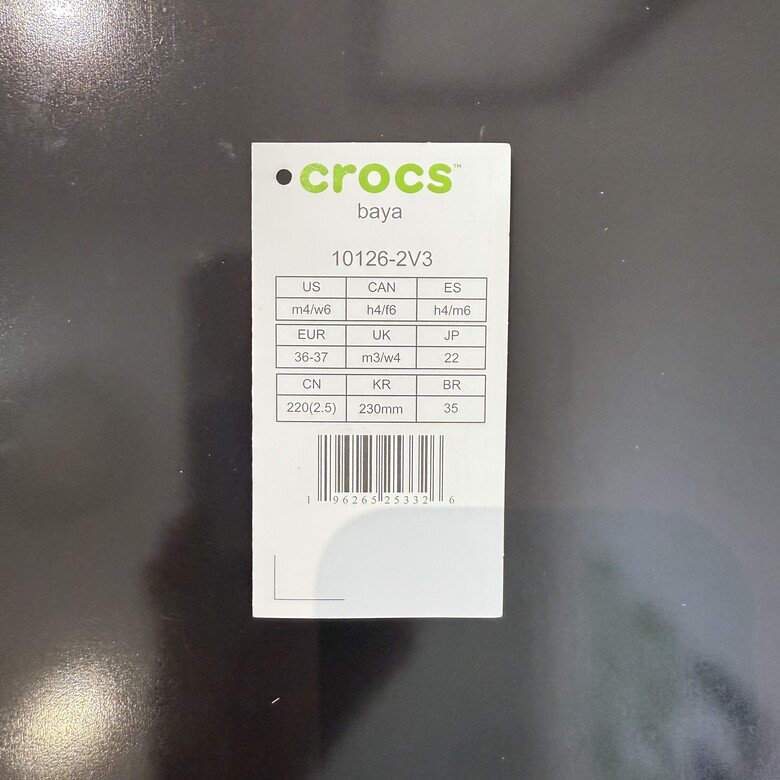 crocs™
baya
10126-2V3
US CAN ES
m4/w6 h4/f6 h4/m6
EUR UK JP
36-37 m3/w4 22
CN KR BR
220(2.5) 230mm 35
1 96265 25332 6